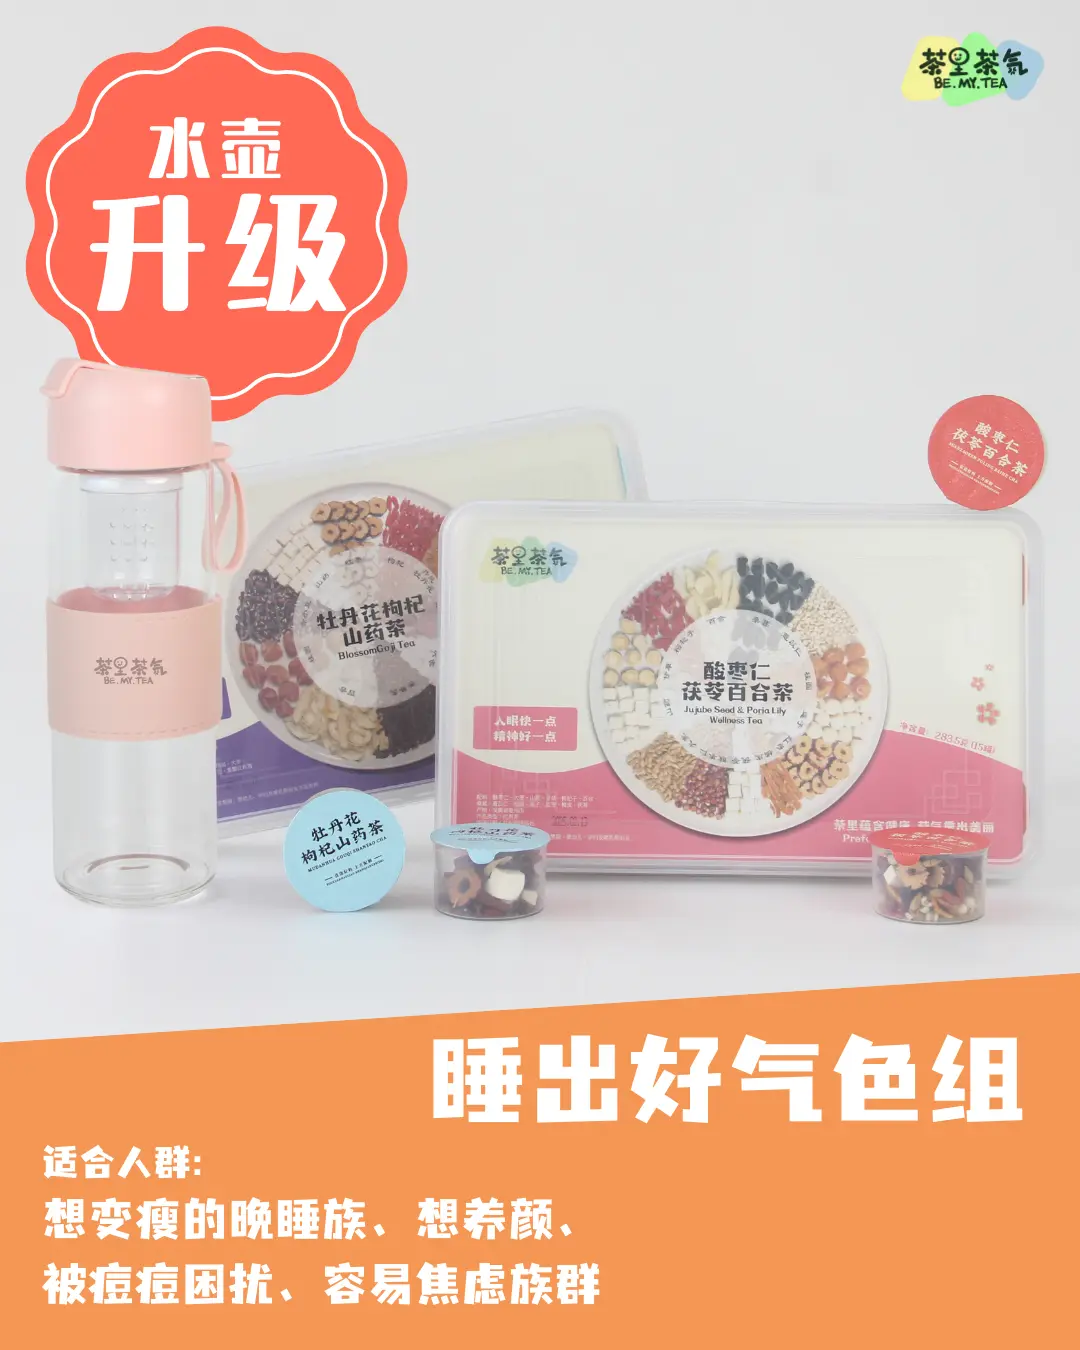 茶里茶气
BE.MY.TEA
水壶
升级
酸枣仁
茯苓百合茶
茶里茶气
BE.MY.TEA
牡丹花枸杞
山药茶
BlossomGoji Tea
茶里茶气
BE.MY.TEA
酸枣仁
茯苓百合茶
Jujube Seed & Poria Lily
Wellness Tea
入眠快一点
精神好一点
牡丹花
枸杞山药茶
MUDANHUA GOUQI SHANYAO CHA
睡出好气色组
适合人群:
想变瘦的晚睡族、想养颜、
被痘痘困扰、容易焦虑族群